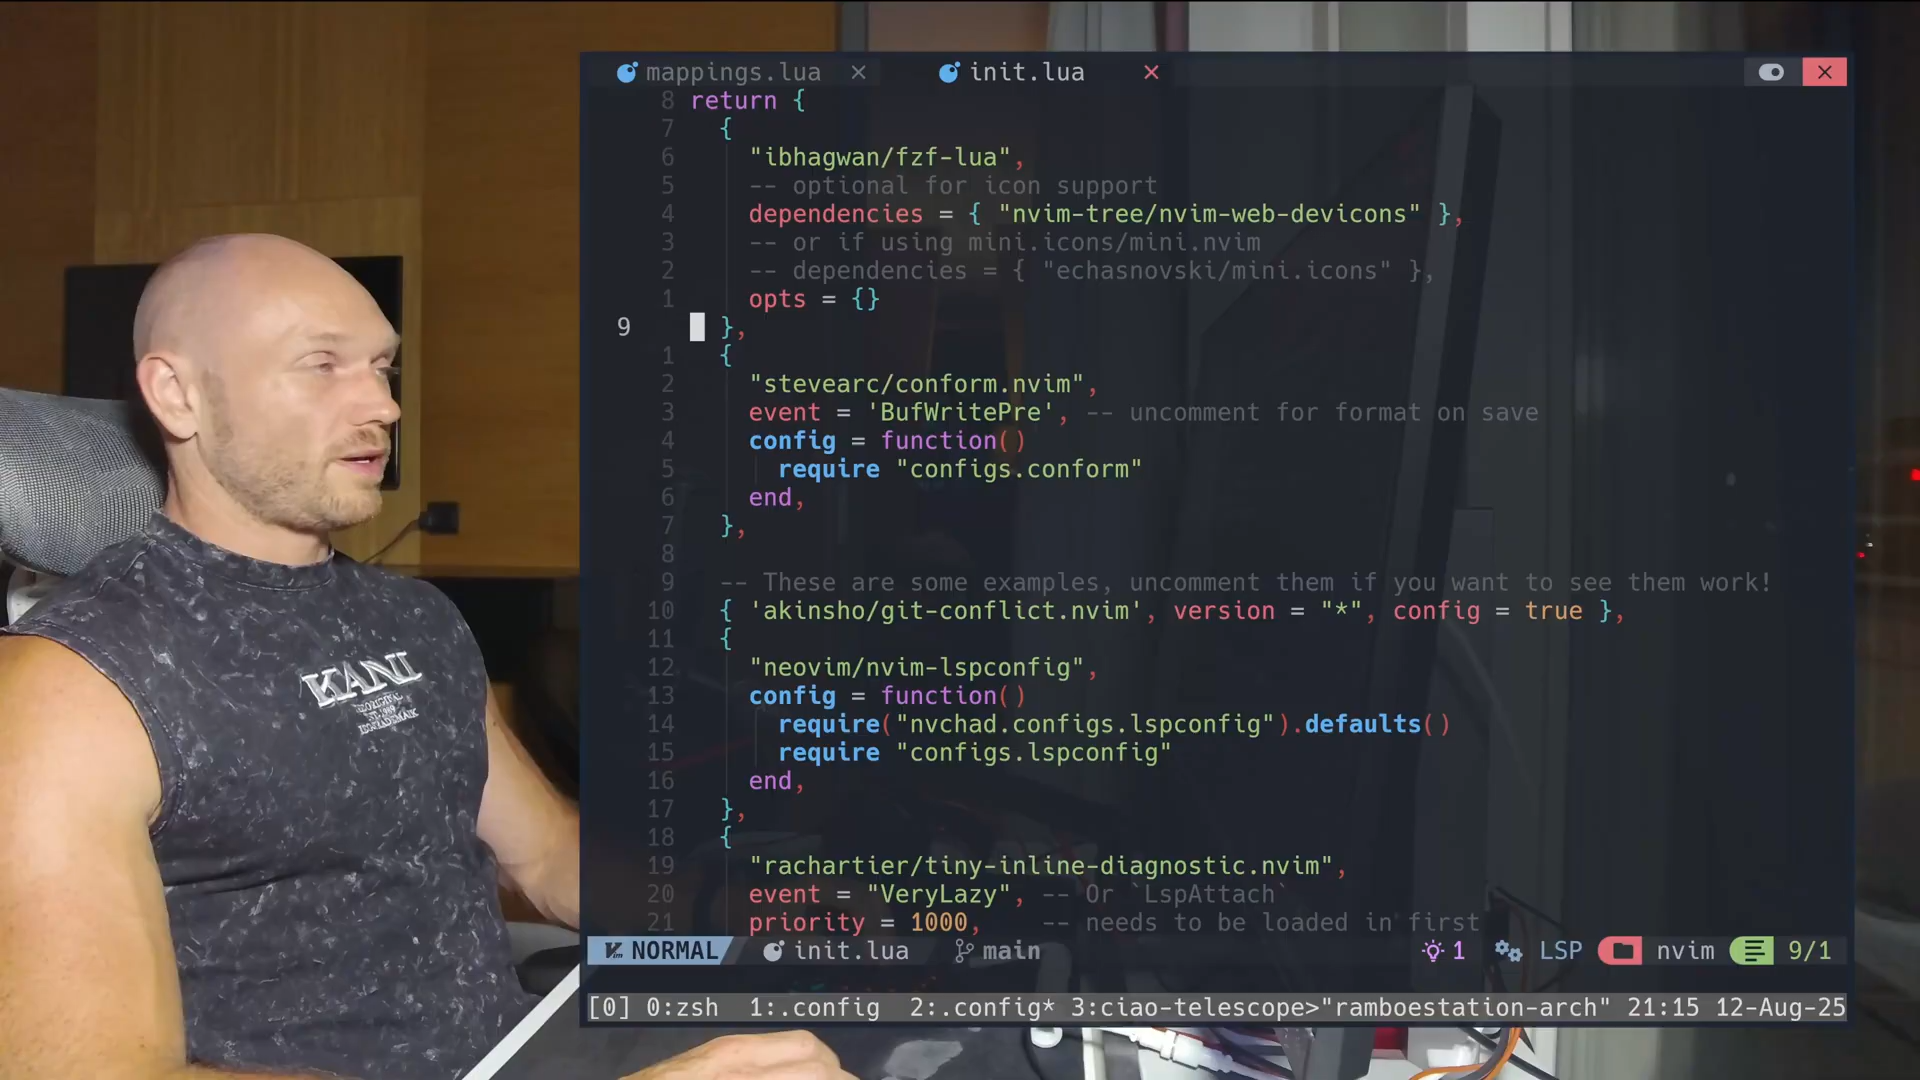 mappings.lua × init.lua ×
8 return {
7 {
6 "ibhagwan/fzf-lua",
5 -- optional for icon support
4 dependencies = { "nvim-tree/nvim-web-devicons" },
3 -- or if using mini.icons/mini.nvim
2 -- dependencies = { "echasnovski/mini.icons" },
1 opts = {}
9 },
1 {
2 "stevearc/conform.nvim",
3 event = 'BufWritePre', -- uncomment for format on save
4 config = function()
5 require "configs.conform"
6 end,
7 },
8
9 -- These are some examples, uncomment them if you want to see them work!
10 { 'akinsho/git-conflict.nvim', version = "*", config = true },
11 {
12 "neovim/nvim-lspconfig",
13 config = function()
14 require("nvchad.configs.lspconfig").defaults()
15 require "configs.lspconfig"
16 end,
17 },
18 {
19 "rachartier/tiny-inline-diagnostic.nvim",
20 event = "VeryLazy", -- Or `LspAttach`
21 priority = 1000, -- needs to be loaded in first
NORMAL init.lua main 1 LSP nvim 9/1
[0] 0:zsh 1:.config 2:.config* 3:ciao-telescope>"ramboestation-arch" 21:15 12-Aug-25
KANI